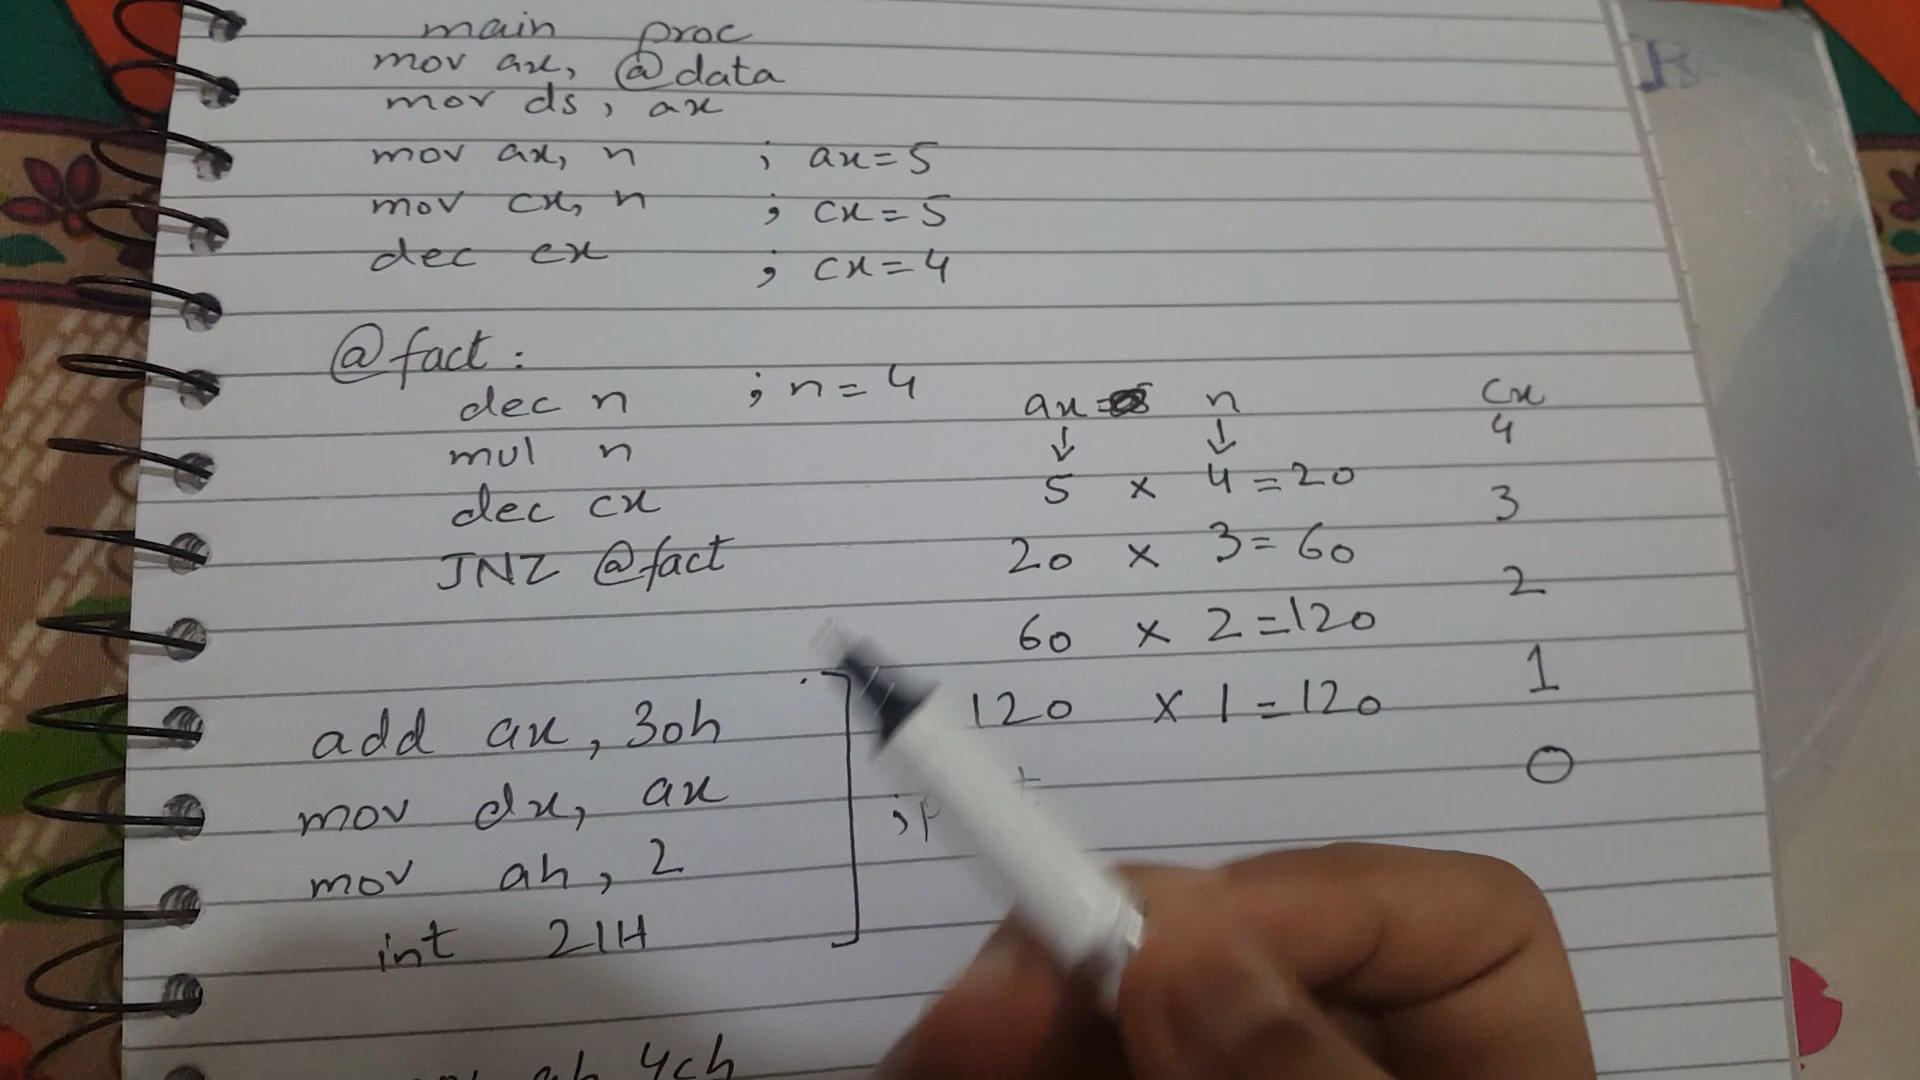 main proc
mov ax, @data
mov ds, ax
mov ax, n ; ax=5
mov cx, n ; cx=5
dec cx ; cx=4
@fact:
dec n ; n=4
mul n
dec cx
JNZ @fact
ax = n cx
↓ ↓ 4
5 x 4 = 20 3
20 x 3 = 60 2
60 x 2 = 120 1
120 x 1 = 120 0
add ax, 30h
mov dx, ax
mov ah, 2
int 21H
ah 4ch